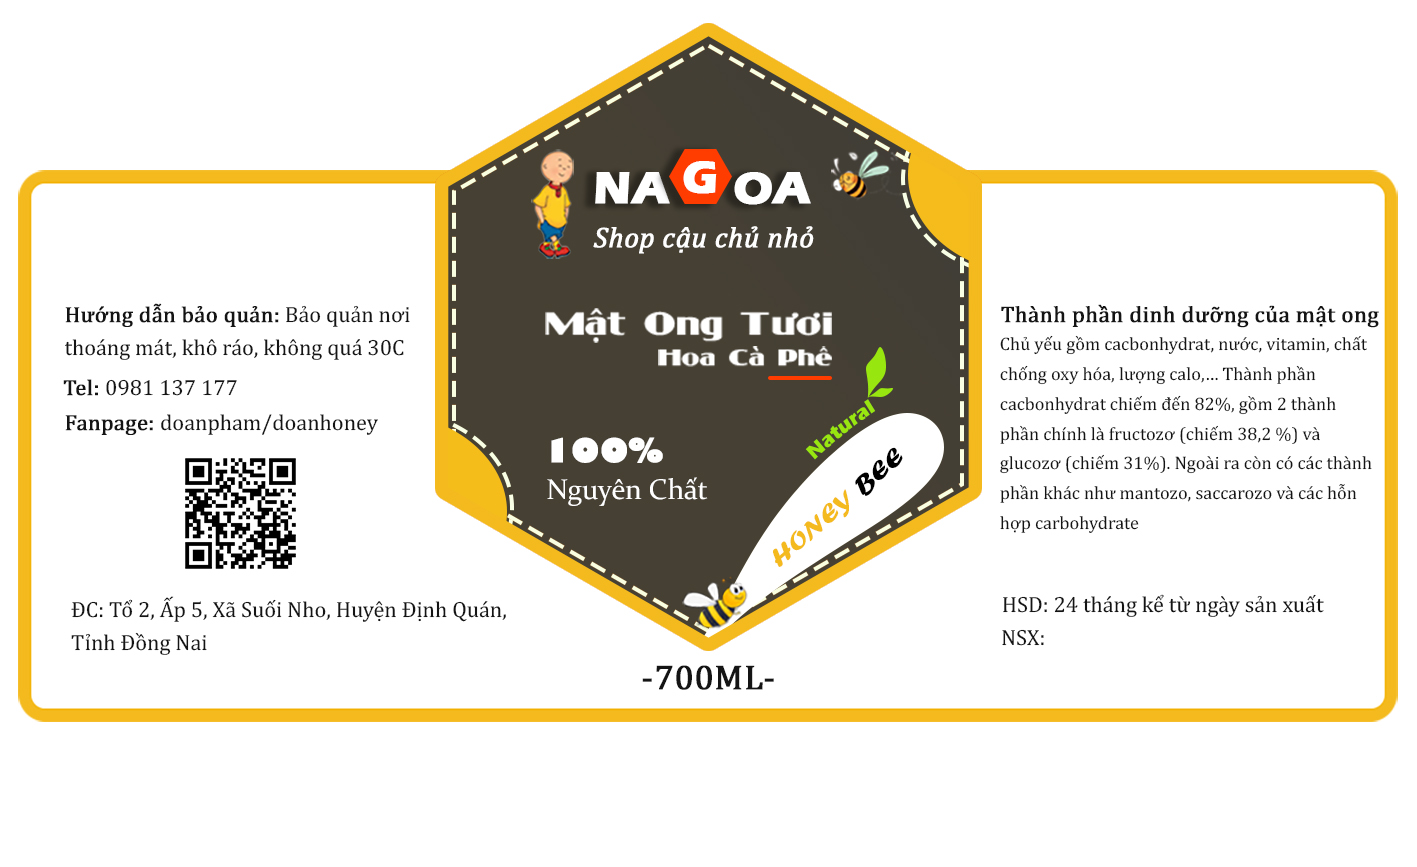 NAGOA
Shop cậu chủ nhỏ
Mật Ong Tươi
Hoa Cà Phê
100%
Nguyên Chất
Natural
HONEY BEE
-700ML-
Hướng dẫn bảo quản: Bảo quản nơi
thoáng mát, khô ráo, không quá 30C
Tel: 0981 137 177
Fanpage: doanpham/doanhoney
ĐC: Tổ 2, Ấp 5, Xã Suối Nho, Huyện Định Quán,
Tỉnh Đồng Nai
Thành phần dinh dưỡng của mật ong
Chủ yếu gồm cacbonhydrat, nước, vitamin, chất
chống oxy hóa, lượng calo,... Thành phần
cacbonhydrat chiếm đến 82%, gồm 2 thành
phần chính là fructozơ (chiếm 38,2 %) và
glucozơ (chiếm 31%). Ngoài ra còn có các thành
phần khác như mantozo, saccarozo và các hỗn
hợp carbohydrate
HSD: 24 tháng kể từ ngày sản xuất
NSX: